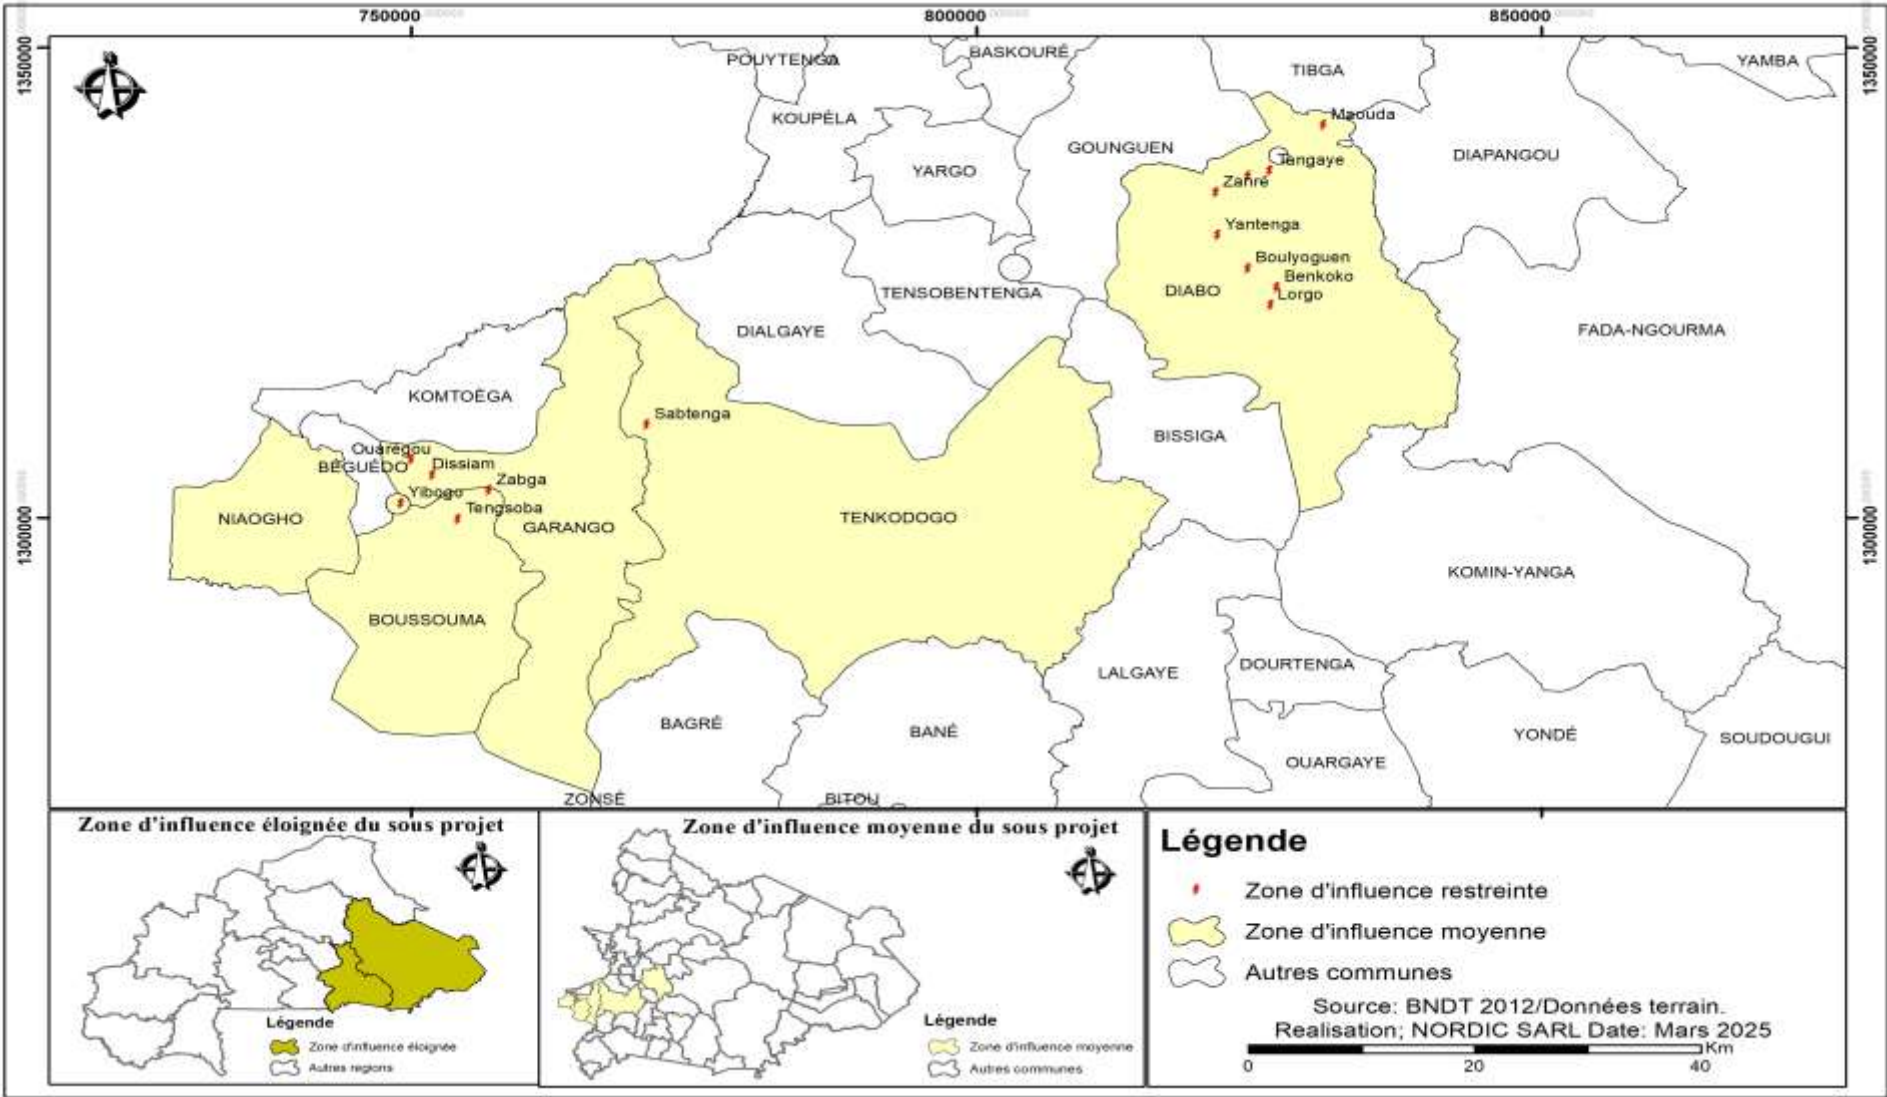 750000
800000
850000
1350000
1350000
POUYTENGA
BASKOURÉ
TIBGA
YAMBA
KOUPÉLA
Maouda
GOUNGUEN
DIAPANGOU
YARGO
Tangaye
Zanré
Yantenga
Boulyoguen
Benkoko
TENSOBENTENGA
DIABO
Lorgo
DIALGAYE
FADA-NGOURMA
KOMTOÈGA
Sabtenga
BISSIGA
Ouarégou
BÉGUÉDO
Dissiam
Zabga
Yibogo
Tengsoba
1300000
NIAOGHO
GARANGO
TENKODOGO
1300000
KOMIN-YANGA
BOUSSOUMA
LALGAYE
DOURTENGA
BAGRÉ
BANÉ
YONDÉ
SOUDOUGUI
OUARGAYE
ZONSÉ
BITOU
Zone d'influence éloignée du sous projet
Légende
Zone d'influence éloignée
Autres regions
Zone d'influence moyenne du sous projet
Légende
Zone d'influence moyenne
Autres communes
Légende
Zone d'influence restreinte
Zone d'influence moyenne
Autres communes
Source: BNDT 2012/Données terrain.
Realisation; NORDIC SARL Date: Mars 2025
Km
0 20 40